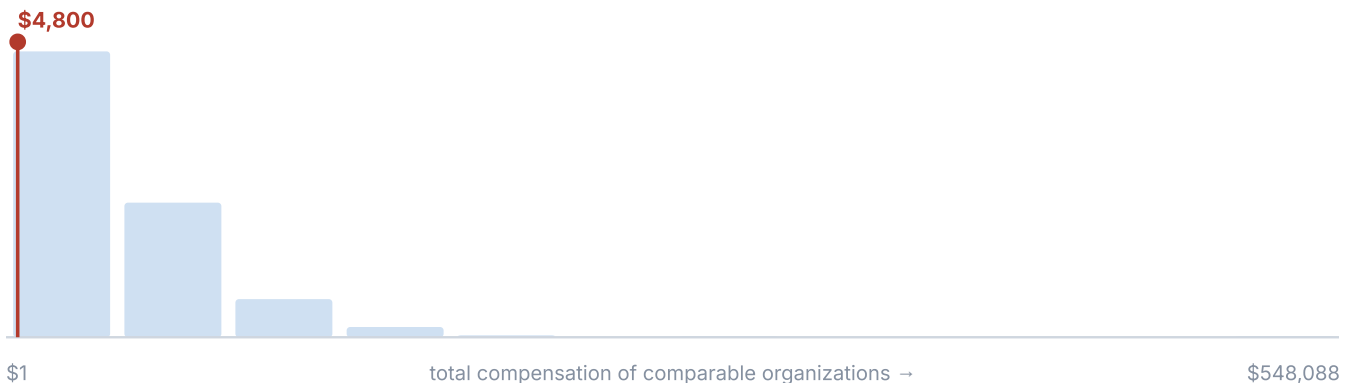 $4,800
$1
total compensation of comparable organizations →
$548,088